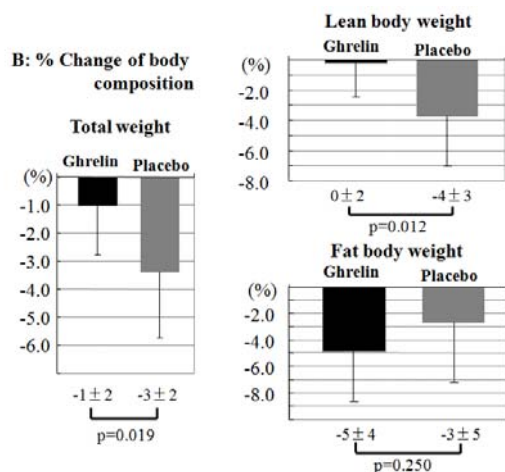 B: % Change of body
composition
Total weight
Ghrelin Placebo
(%)
-1.0
-2.0
-3.0
-4.0
-5.0
-6.0
-1 ± 2 -3 ± 2
p=0.019
Lean body weight
Ghrelin Placebo
(%)
-2.0
-4.0
-6.0
-8.0
0 ± 2 -4 ± 3
p=0.012
Fat body weight
Ghrelin Placebo
(%)
-2.0
-4.0
-6.0
-8.0
-5 ± 4 -3 ± 5
p=0.250